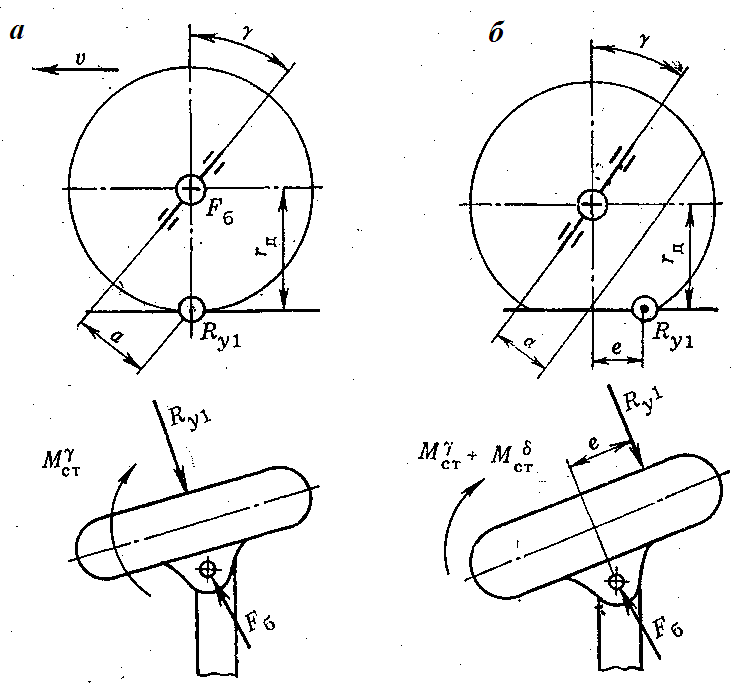 а
υ
γ
F б
r д
a
R у1
б
γ
r д
a
e
R у1
R у1
M γ ст
F б
R у1
e
M γ ст + M δ ст
F б